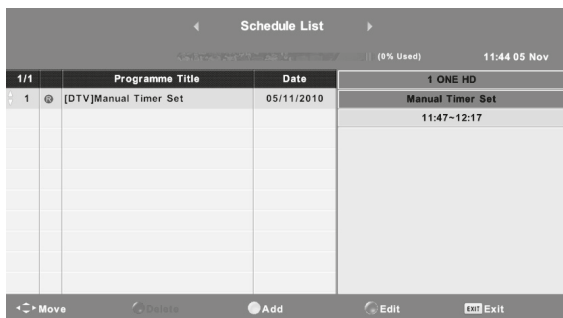 Schedule List
(0% Used) 11:44 05 Nov
1/1 Programme Title Date 1 ONE HD
1 [DTV]Manual Timer Set 05/11/2010 Manual Timer Set
11:47~12:17
Move Delete Add Edit EXIT Exit